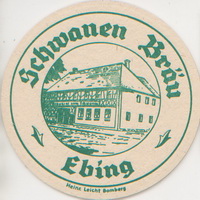 Schwanen Bräu
Ebing
Heinz Leicht Bamberg